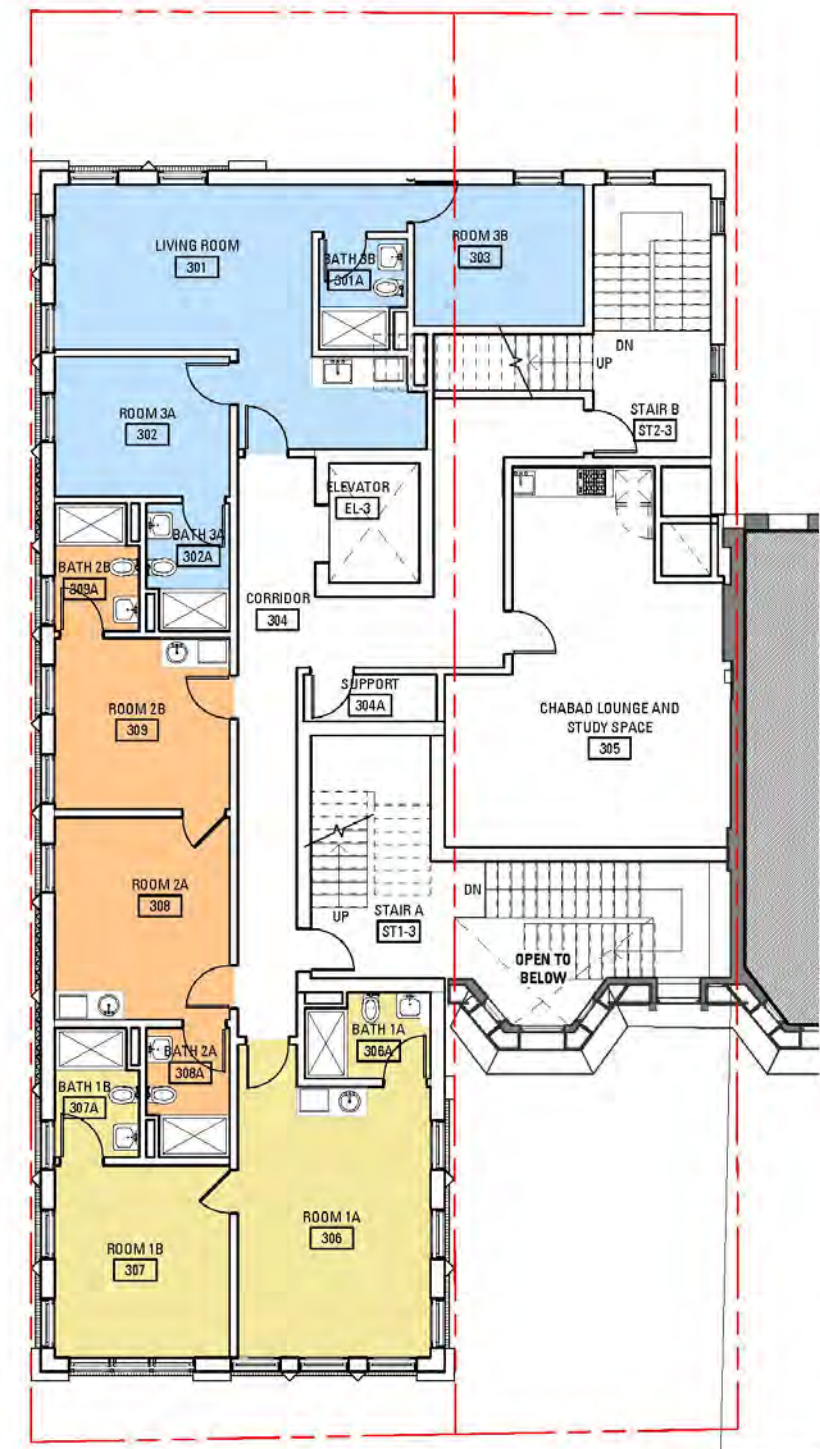 LIVING ROOM
301
BATH 3B
301A
ROOM 3B
303
DN
UP
ROOM 3A
302
STAIR B
ST2-3
ELEVATOR
EL-3
BATH 3A
302A
BATH 2B
309A
CORRIDOR
304
SUPPORT
304A
ROOM 2B
309
CHABAD LOUNGE AND
STUDY SPACE
305
ROOM 2A
308
UP
STAIR A
ST1-3
DN
OPEN TO
BELOW
BATH 1A
306A
BATH 2A
308A
BATH 1B
307A
ROOM 1A
306
ROOM 1B
307